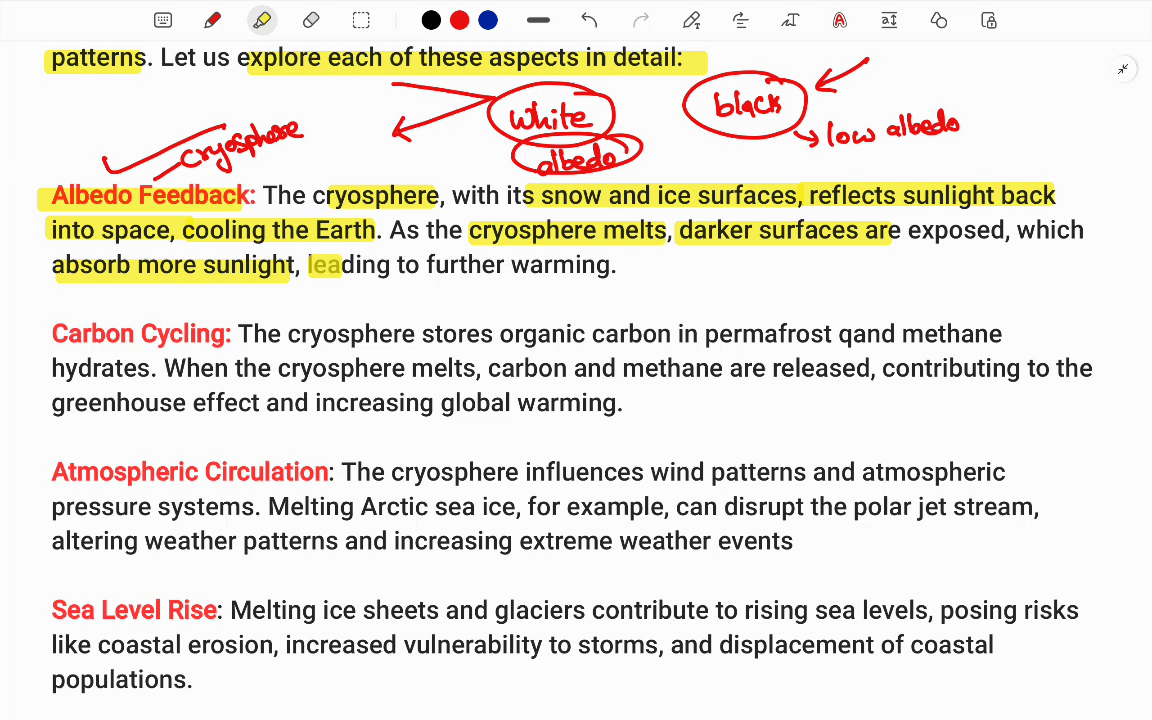 patterns. Let us explore each of these aspects in detail:
white
black
low albedo
cryosphere
albedo
Albedo Feedback: The cryosphere, with its snow and ice surfaces, reflects sunlight back
into space, cooling the Earth. As the cryosphere melts, darker surfaces are exposed, which
absorb more sunlight, leading to further warming.
Carbon Cycling: The cryosphere stores organic carbon in permafrost qand methane
hydrates. When the cryosphere melts, carbon and methane are released, contributing to the
greenhouse effect and increasing global warming.
Atmospheric Circulation: The cryosphere influences wind patterns and atmospheric
pressure systems. Melting Arctic sea ice, for example, can disrupt the polar jet stream,
altering weather patterns and increasing extreme weather events
Sea Level Rise: Melting ice sheets and glaciers contribute to rising sea levels, posing risks
like coastal erosion, increased vulnerability to storms, and displacement of coastal
populations.